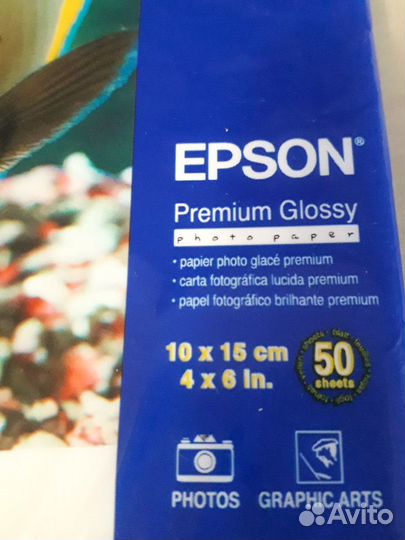 EPSON®
Premium Glossy
photo paper
• papier photo glacé premium
• carta fotográfica lucida premium
• papel fotográfico brilhante premium
10 x 15 cm
4 x 6 in.
50
sheets
PHOTOS
GRAPHIC ARTS
Avito